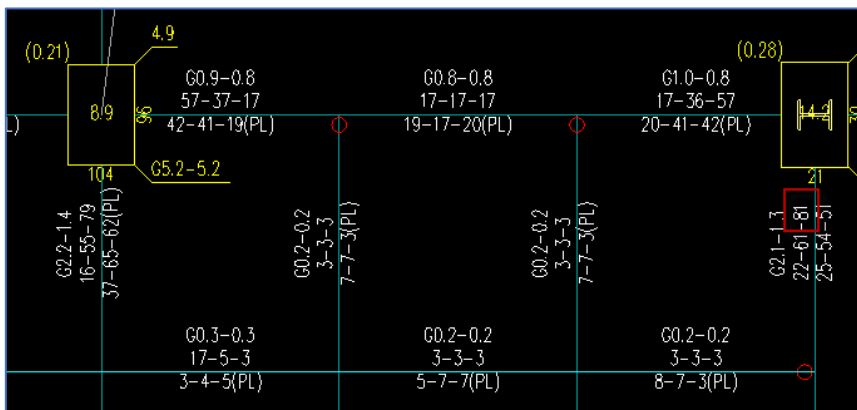 4.9
(0.21)
(0.28)
G0.9-0.8
57-37-17
42-41-19(PL)
G0.8-0.8
17-17-17
19-17-20(PL)
G1.0-0.8
17-36-57
20-41-42(PL)
8.9
96
14.2
104
G5.2-5.2
21
G2.2-1.4
16-55-79
37-65-62(PL)
G0.2-0.2
3-3-3
7-7-3(PL)
G0.2-0.2
3-3-3
7-7-3(PL)
G2.1-1.3
22-61-81
25-54-51
G0.3-0.3
17-5-3
3-4-5(PL)
G0.2-0.2
3-3-3
5-7-7(PL)
G0.2-0.2
3-3-3
8-7-3(PL)